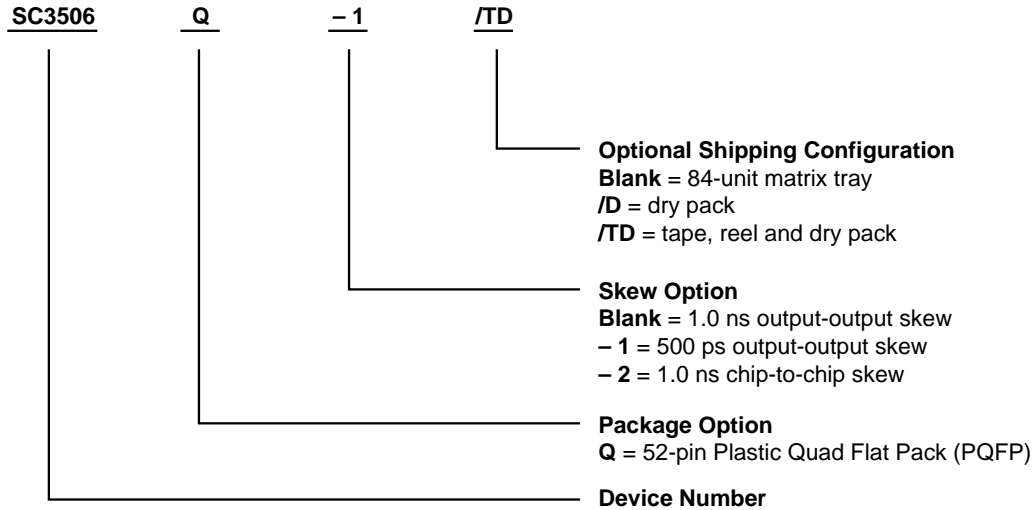 SC3506 Q – 1 /TD
Optional Shipping Configuration
Blank = 84-unit matrix tray
/D = dry pack
/TD = tape, reel and dry pack
Skew Option
Blank = 1.0 ns output-output skew
– 1 = 500 ps output-output skew
– 2 = 1.0 ns chip-to-chip skew
Package Option
Q = 52-pin Plastic Quad Flat Pack (PQFP)
Device Number